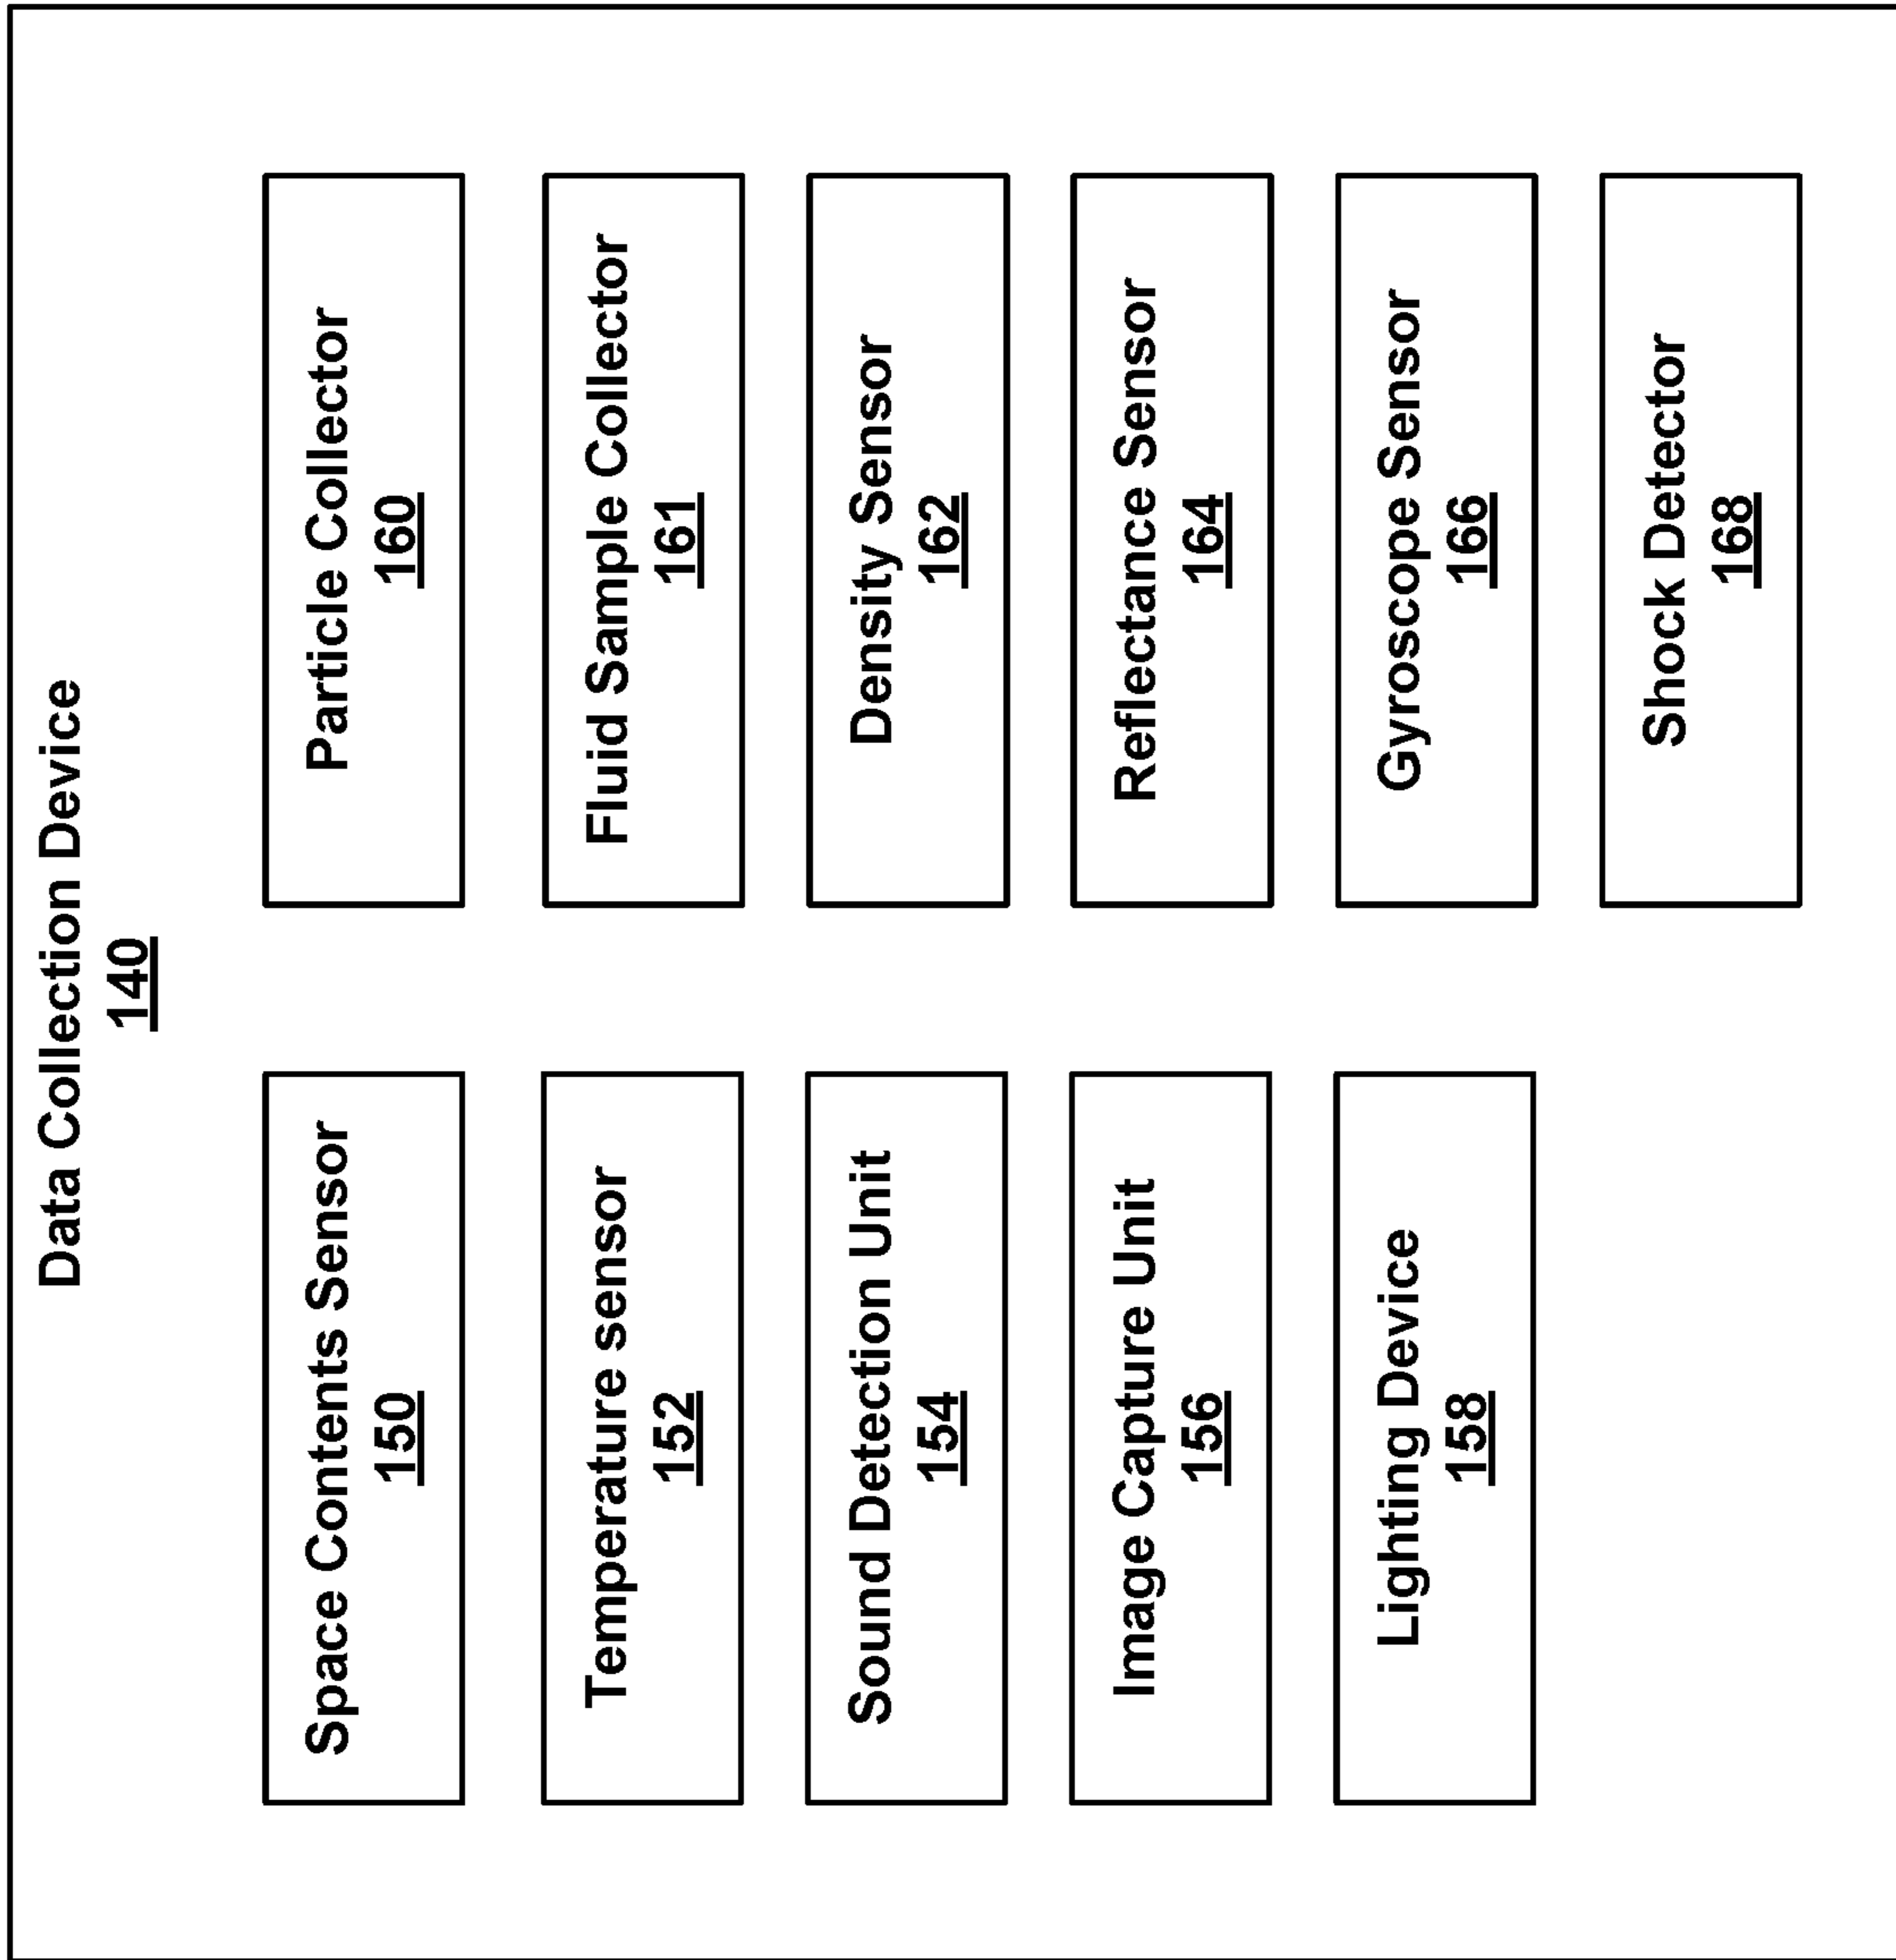 Data Collection Device
140
Space Contents Sensor
150
Temperature sensor
152
Sound Detection Unit
154
Image Capture Unit
156
Lighting Device
158
Particle Collector
160
Fluid Sample Collector
161
Density Sensor
162
Reflectance Sensor
164
Gyroscope Sensor
166
Shock Detector
168